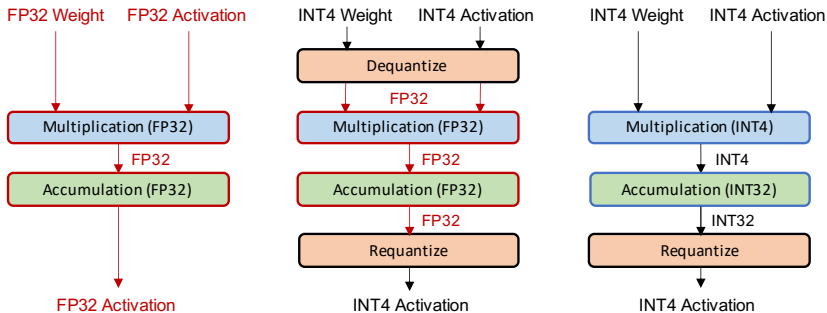 FP32 Weight
FP32 Activation
Multiplication (FP32)
FP32
Accumulation (FP32)
FP32 Activation
INT4 Weight
INT4 Activation
Dequantize
FP32
Multiplication (FP32)
FP32
Accumulation (FP32)
FP32
Requantize
INT4 Activation
INT4 Weight
INT4 Activation
Multiplication (INT4)
INT4
Accumulation (INT32)
INT32
Requantize
INT4 Activation